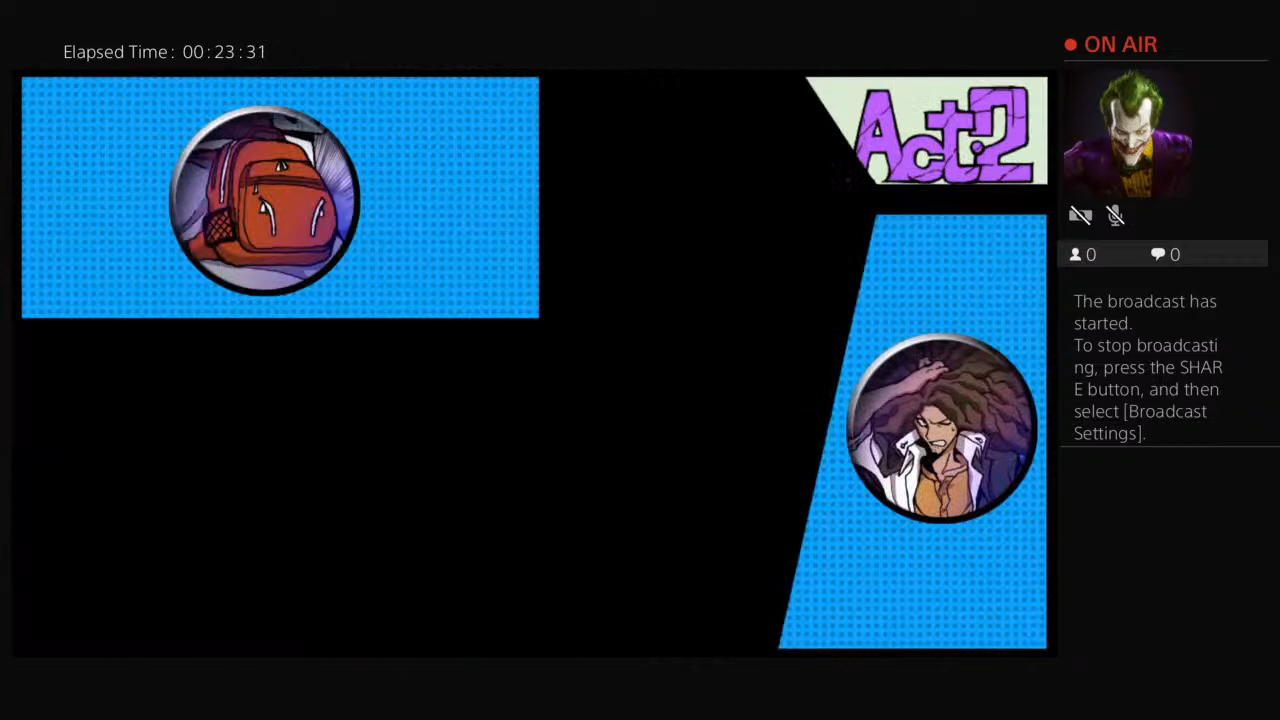 Elapsed Time: 00:23:31
ON AIR
Act.2
0 0
The broadcast has
started.
To stop broadcasti
ng, press the SHAR
E button, and then
select [Broadcast
Settings].